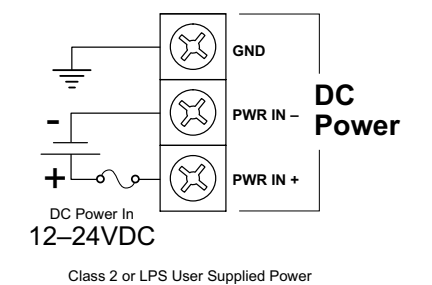 GND
-
PWR IN –
DC
Power
+
PWR IN +
DC Power In
12–24VDC
Class 2 or LPS User Supplied Power